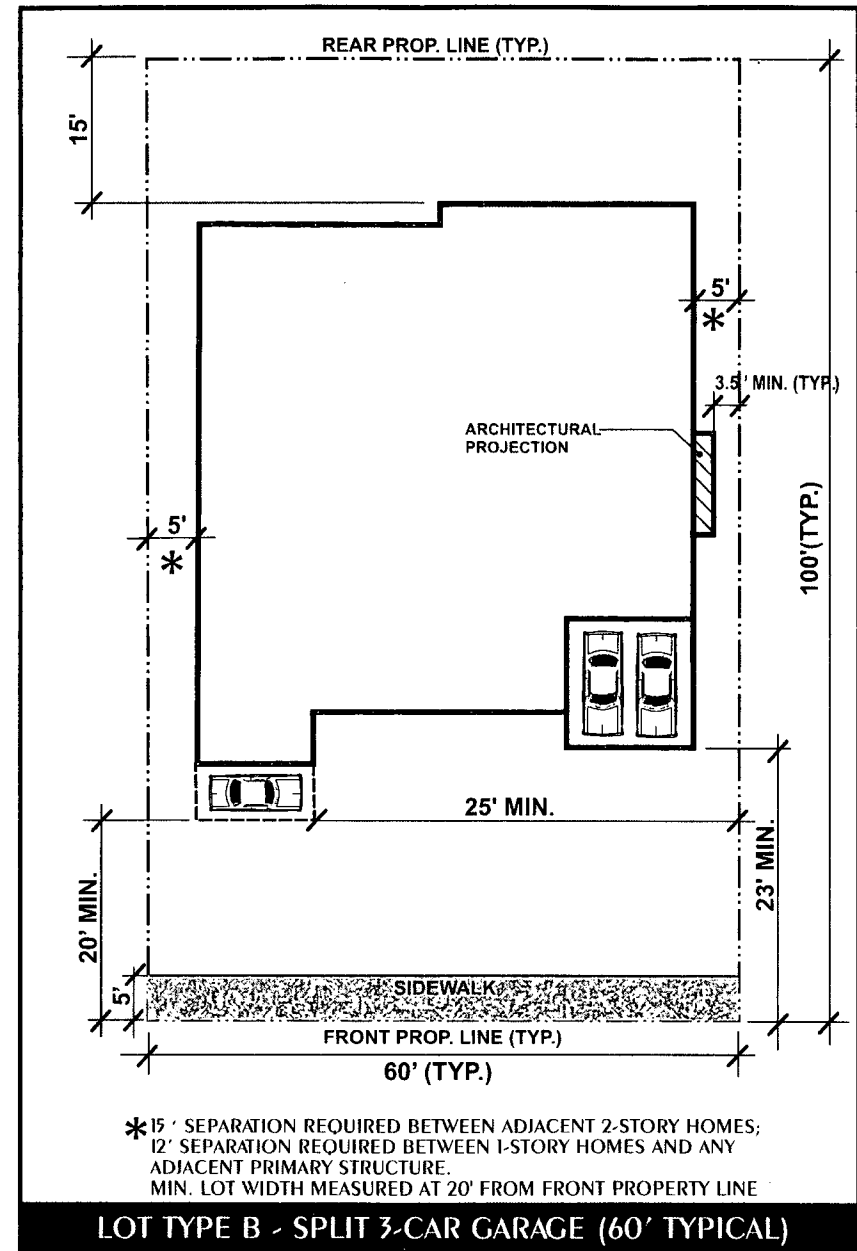 REAR PROP. LINE (TYP.)
15'
5'
*
3.5' MIN. (TYP.)
ARCHITECTURAL
PROJECTION
100'(TYP.)
5'
*
25' MIN.
20' MIN.
23' MIN.
5'
SIDEWALK
FRONT PROP. LINE (TYP.)
60' (TYP.)
* 15' SEPARATION REQUIRED BETWEEN ADJACENT 2-STORY HOMES;
12' SEPARATION REQUIRED BETWEEN 1-STORY HOMES AND ANY
ADJACENT PRIMARY STRUCTURE.
MIN. LOT WIDTH MEASURED AT 20' FROM FRONT PROPERTY LINE
LOT TYPE B - SPLIT 3-CAR GARAGE (60' TYPICAL)